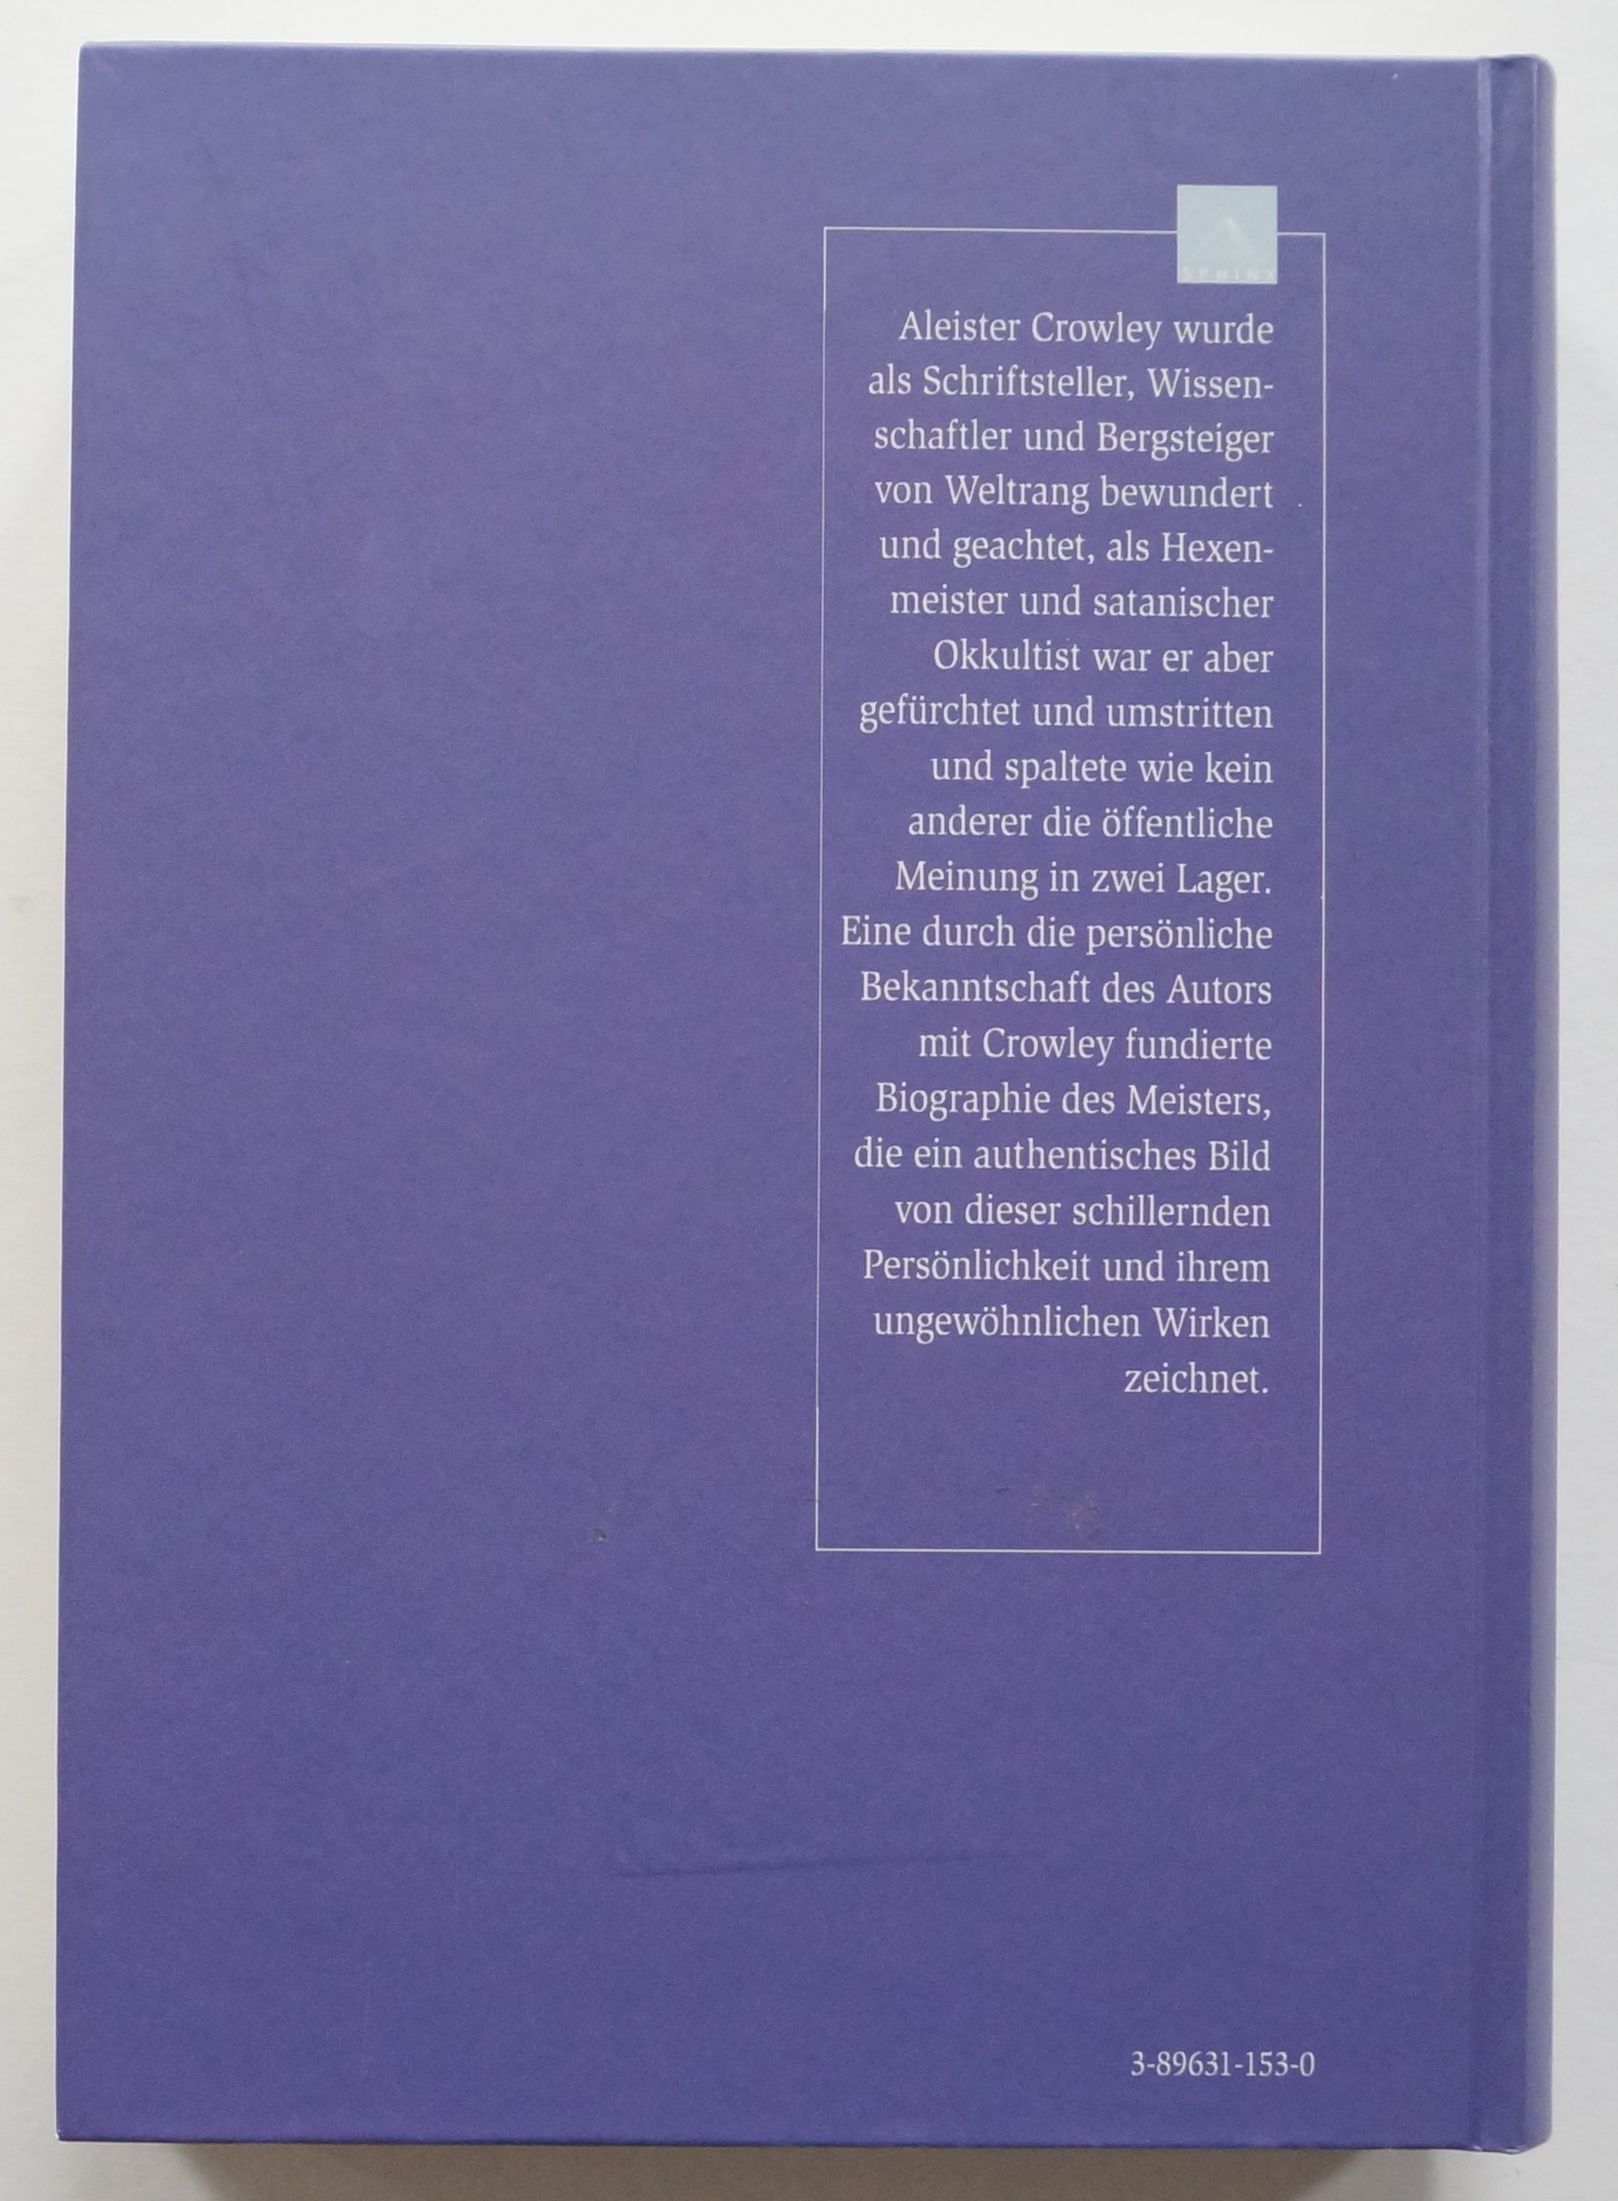 SPHINX
Aleister Crowley wurde
als Schriftsteller, Wissen-
schaftler und Bergsteiger
von Weltrang bewundert
und geachtet, als Hexen-
meister und satanischer
Okkultist war er aber
gefürchtet und umstritten
und spaltete wie kein
anderer die öffentliche
Meinung in zwei Lager.
Eine durch die persönliche
Bekanntschaft des Autors
mit Crowley fundierte
Biographie des Meisters,
die ein authentisches Bild
von dieser schillernden
Persönlichkeit und ihrem
ungewöhnlichen Wirken
zeichnet.
3-89631-153-0